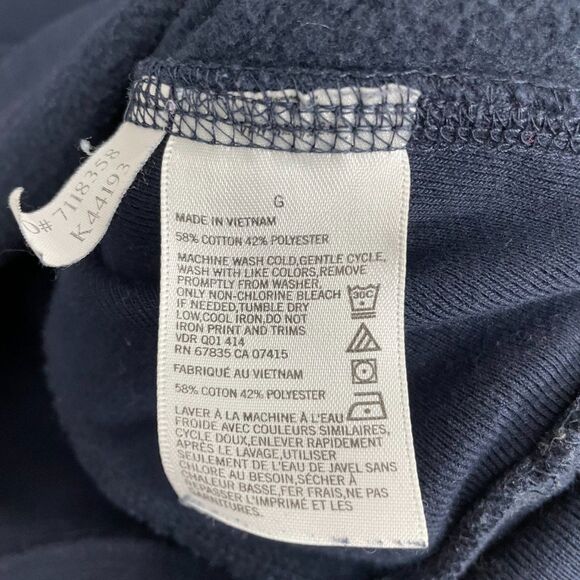 # 7118358
K44193
G
MADE IN VIETNAM
58% COTTON 42% POLYESTER
MACHINE WASH COLD,GENTLE CYCLE,
WASH WITH LIKE COLORS,REMOVE
PROMPTLY FROM WASHER,
ONLY NON-CHLORINE BLEACH
IF NEEDED,TUMBLE DRY
LOW,COOL IRON,DO NOT
IRON PRINT AND TRIMS
VDR Q01 414
RN 67835 CA 07415
30C
FABRIQUÉ AU VIETNAM
58% COTON 42% POLYESTER
LAVER À LA MACHINE À L'EAU
FROIDE AVEC COULEURS SIMILAIRES,
CYCLE DOUX,ENLEVER RAPIDEMENT
APRÈS LE LAVAGE,UTILISER
SEULEMENT DE L'EAU DE JAVEL SANS
CHLORE AU BESOIN,SÉCHER À
CHALEUR BASSE,FER FRAIS,NE PAS
REPASSER L'IMPRIMÉ ET LES
GARNITURES.